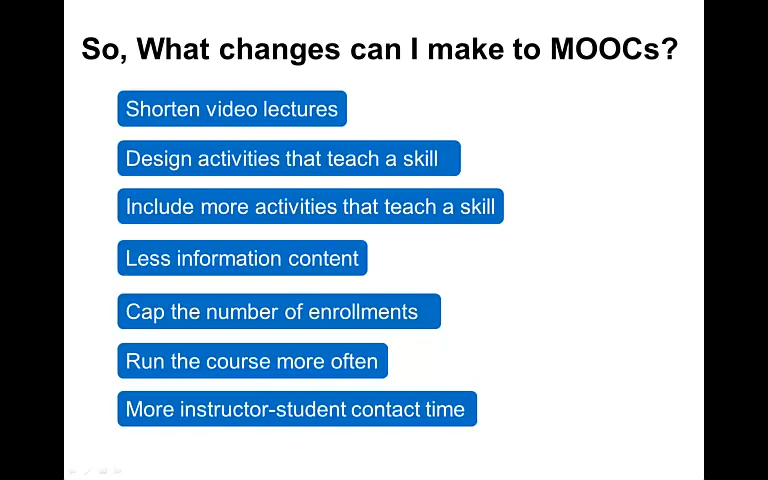 So, What changes can I make to MOOCs?
Shorten video lectures
Design activities that teach a skill
Include more activities that teach a skill
Less information content
Cap the number of enrollments
Run the course more often
More instructor-student contact time